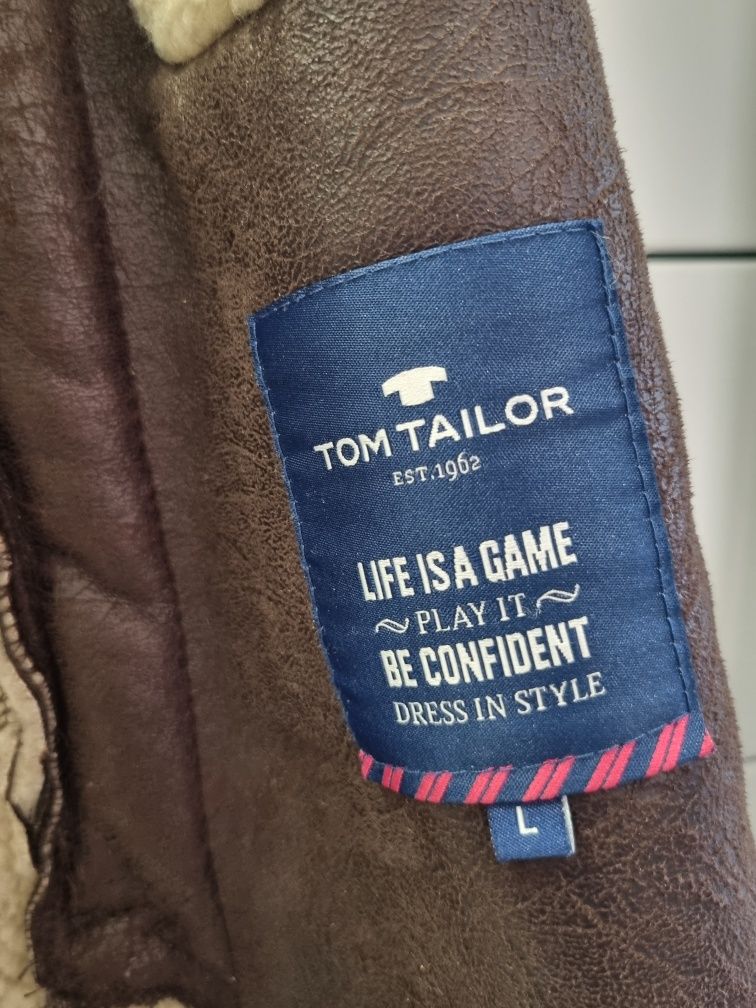 TOM TAILOR
EST.1962
LIFE IS A GAME
PLAY IT
BE CONFIDENT
DRESS IN STYLE
L